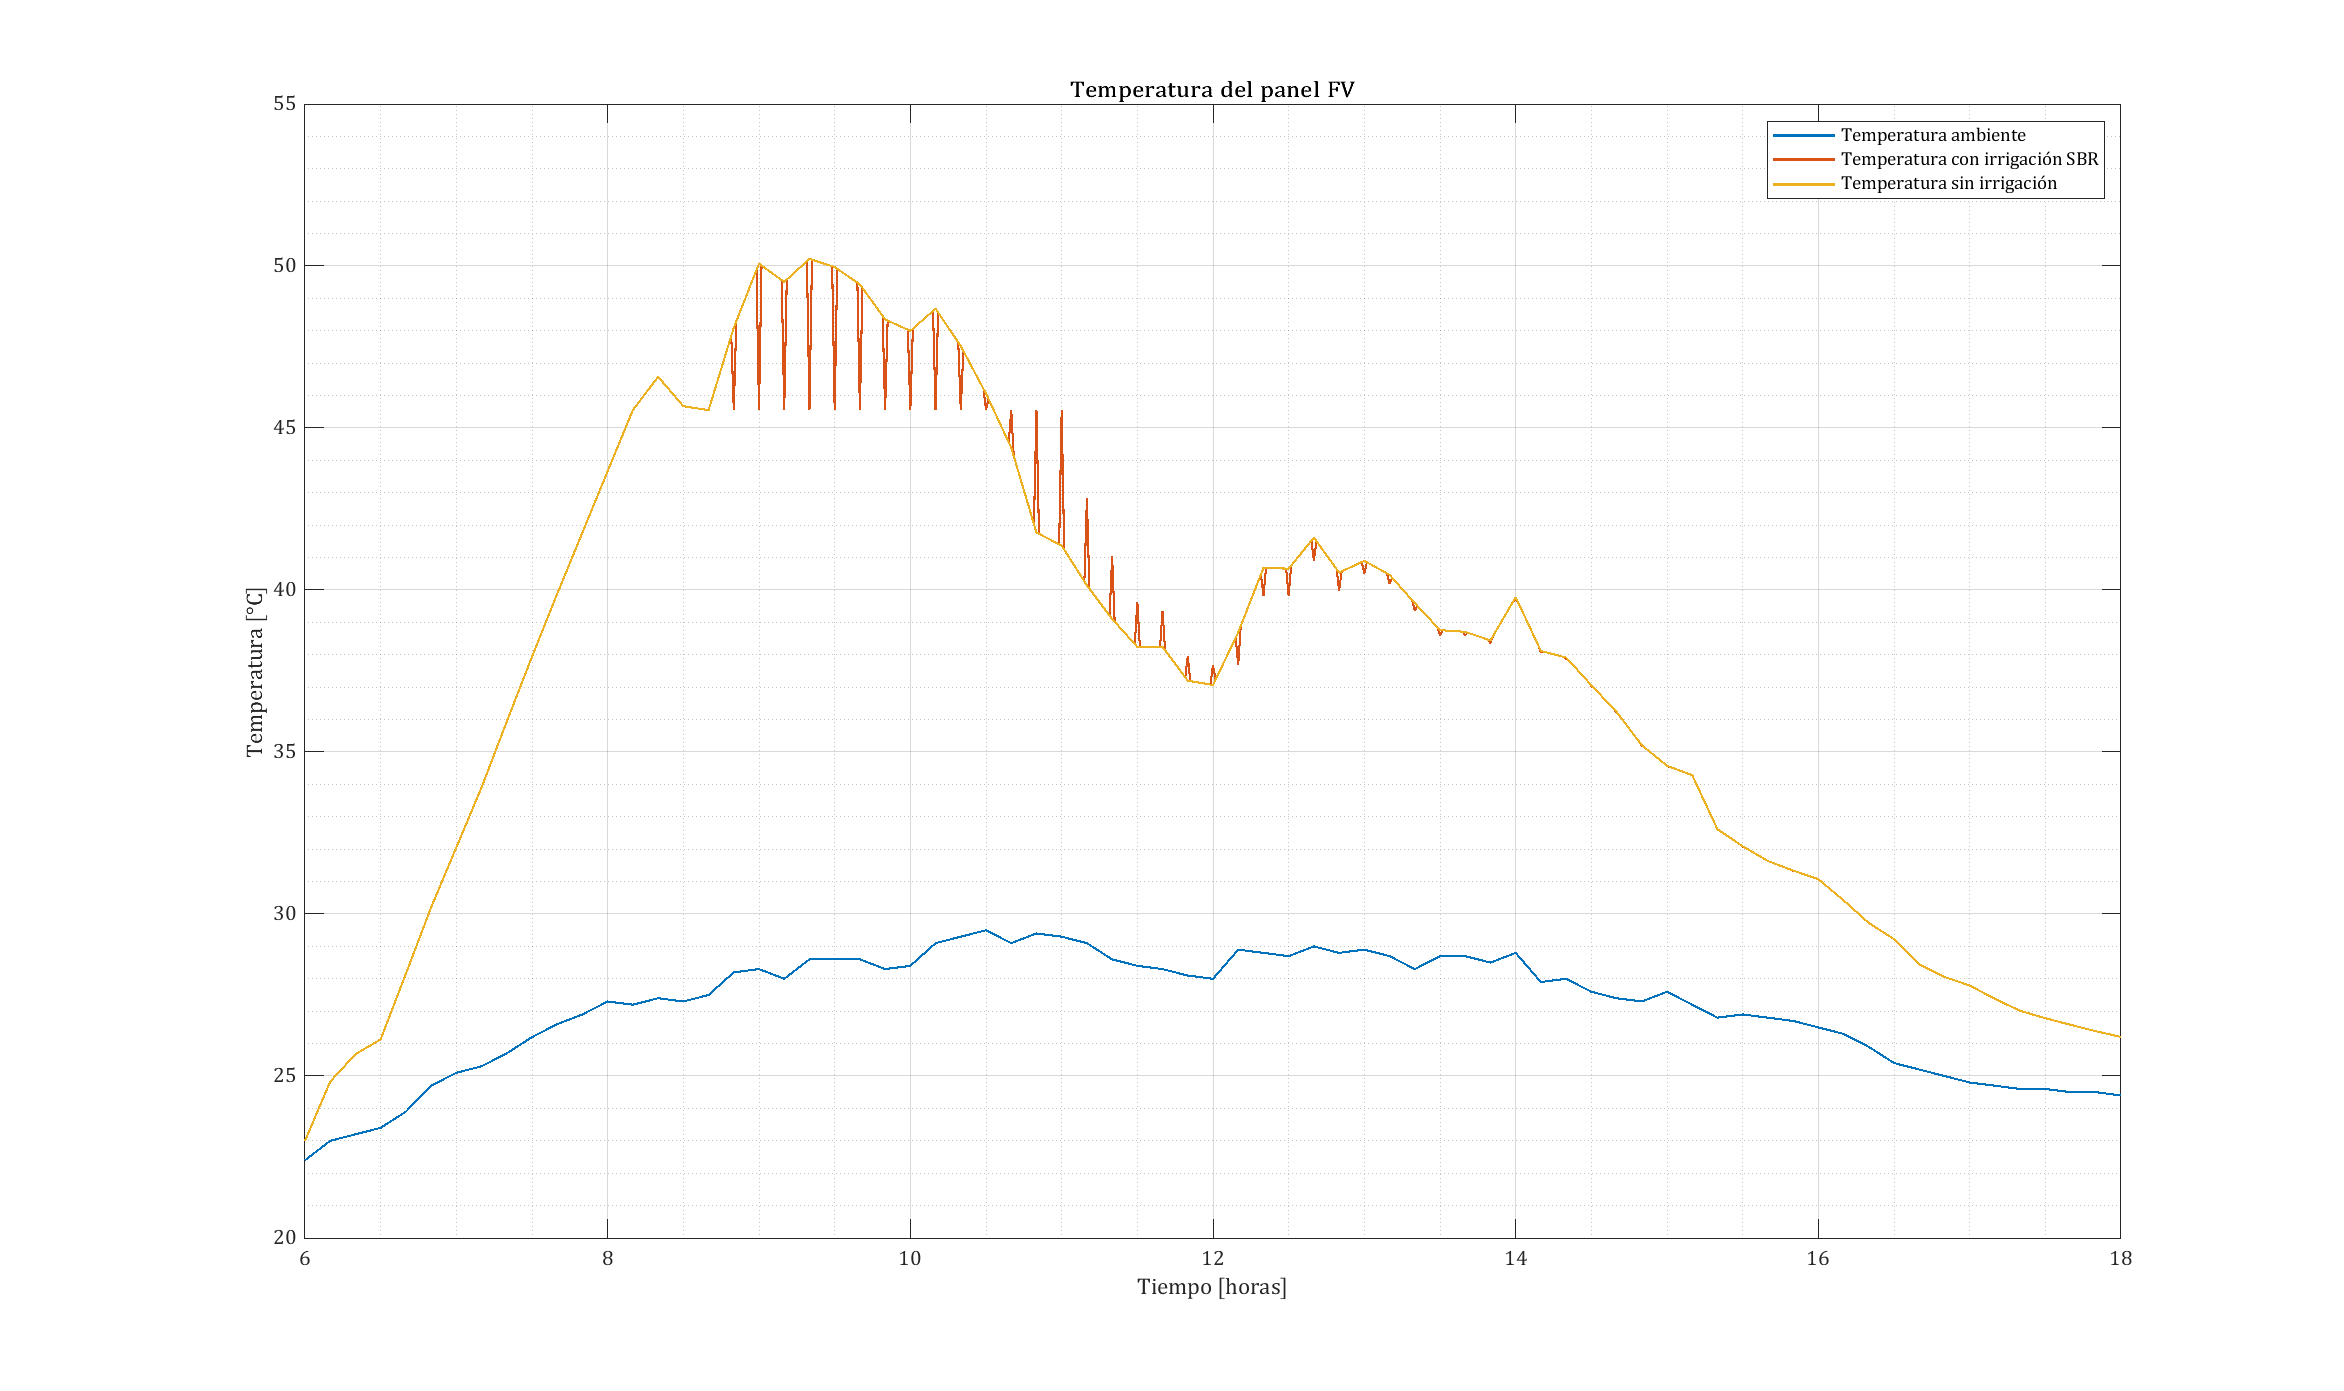 Temperatura del panel FV
55
50
45
40
35
30
25
20
Temperatura [°C]
Temperatura ambiente
Temperatura con irrigación SBR
Temperatura sin irrigación
6 8 10 12 14 16 18
Tiempo [horas]